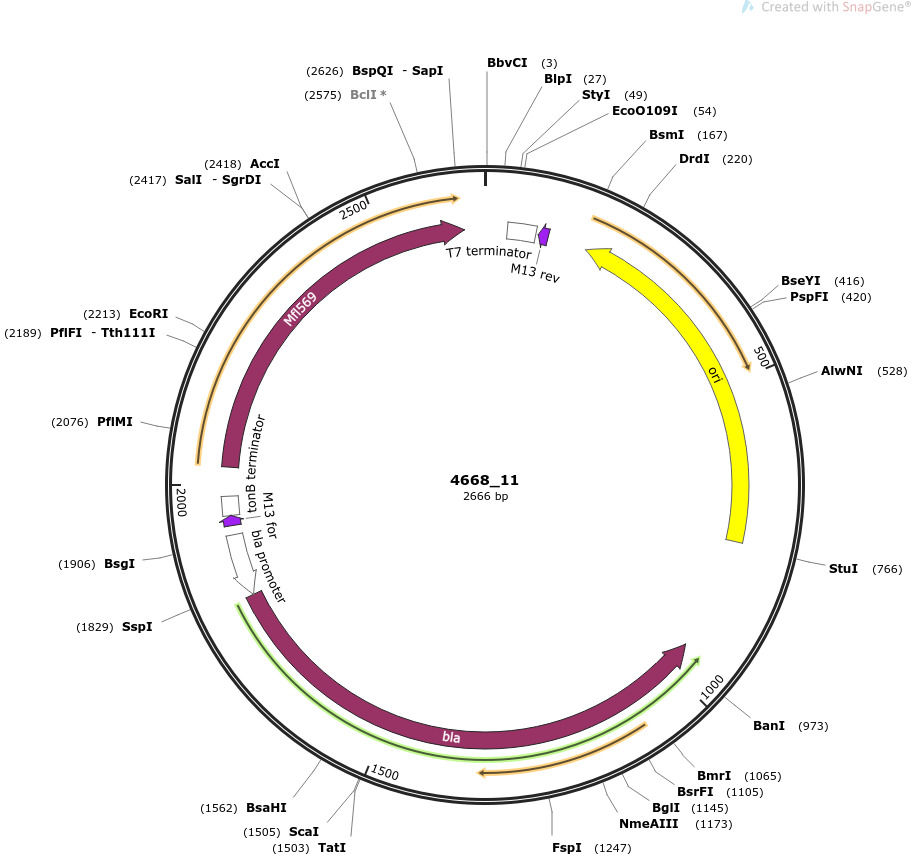 Created with SnapGene®
(2626) BspQI - SapI
(2575) BclI *
BbvCI (3)
BlpI (27)
StyI (49)
EcoO109I (54)
BsmI (167)
DrdI (220)
(2418) AccI
(2417) SalI - SgrDI
2500
T7 terminator
M13 rev
Mfl569
BseYI (416)
PspFI (420)
(2213) EcoRI
(2189) PflFI - Tth111I
500
ori
AlwNI (528)
(2076) PflMI
tonB terminator
2000
M13 for
4668_11
2666 bp
bla promoter
(1906) BsgI
StuI (766)
(1829) SspI
1000
BanI (973)
bla
1500
BmrI (1065)
BsrFI (1105)
BglI (1145)
NmeAIII (1173)
(1562) BsaHI
(1505) ScaI
(1503) TatI
FspI (1247)